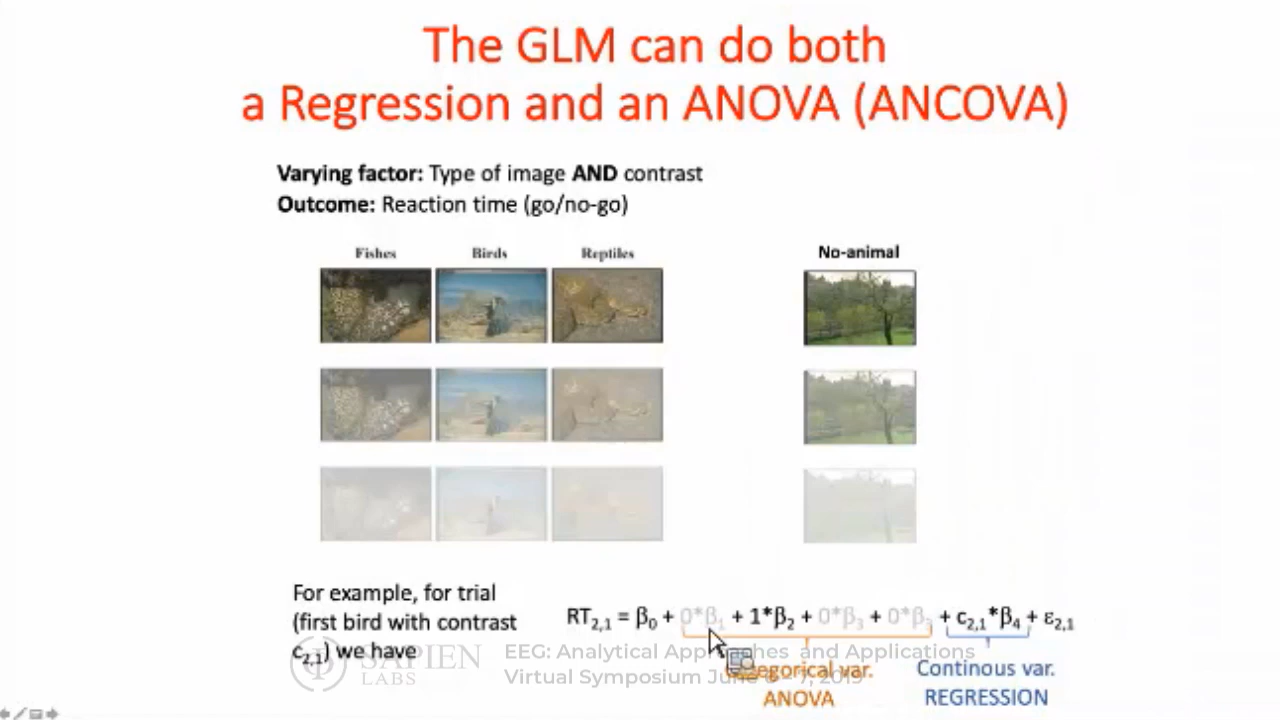 The GLM can do both
a Regression and an ANOVA (ANCOVA)
Varying factor: Type of image AND contrast
Outcome: Reaction time (go/no-go)
Fishes Birds Reptiles No-animal
For example, for trial
(first bird with contrast
c2,1) we have
RT2,1 = β0 + 0*β1 + 1*β2 + 0*β3 + 0*β3 + c2,1*β4 + ε2,1
SAPIEN
LABS
EEG: Analytical Approaches and Applications
Virtual Symposium June 6 – 7, 2019
var. Continous var.
ANOVA REGRESSION